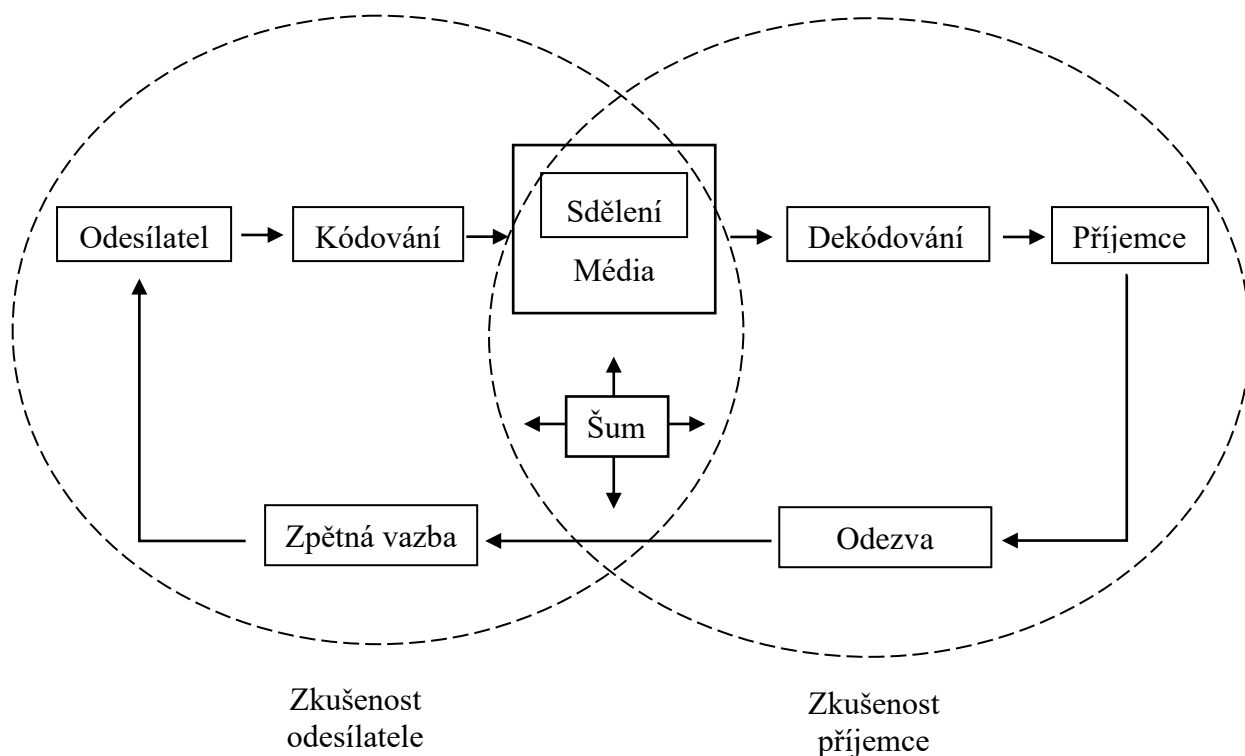 Odesílatel
Kódování
Sdělení
Média
Dekódování
Příjemce
Šum
Zpětná vazba
Odezva
Zkušenost
odesílatele
Zkušenost
příjemce